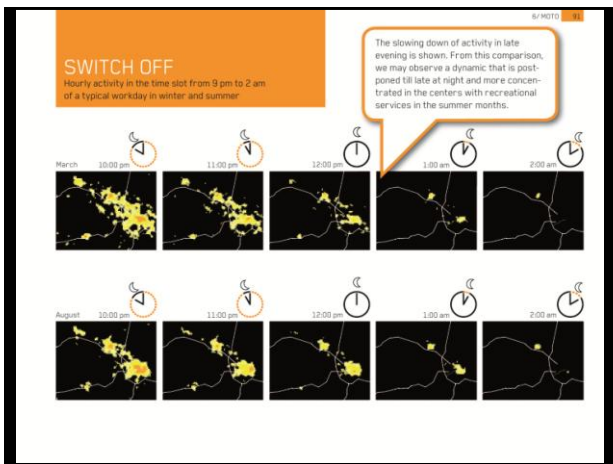 6/ MOTO 91
SWITCH OFF
Hourly activity in the time slot from 9 pm to 2 am
of a typical workday in winter and summer
The slowing down of activity in late
evening is shown. From this comparison,
we may observe a dynamic that is post-
poned till late at night and more concen-
trated in the centers with recreational
services in the summer months.
March 10:00 pm 11:00 pm 12:00 pm 1:00 am 2:00 am
August 10:00 pm 11:00 pm 12:00 pm 1:00 am 2:00 am